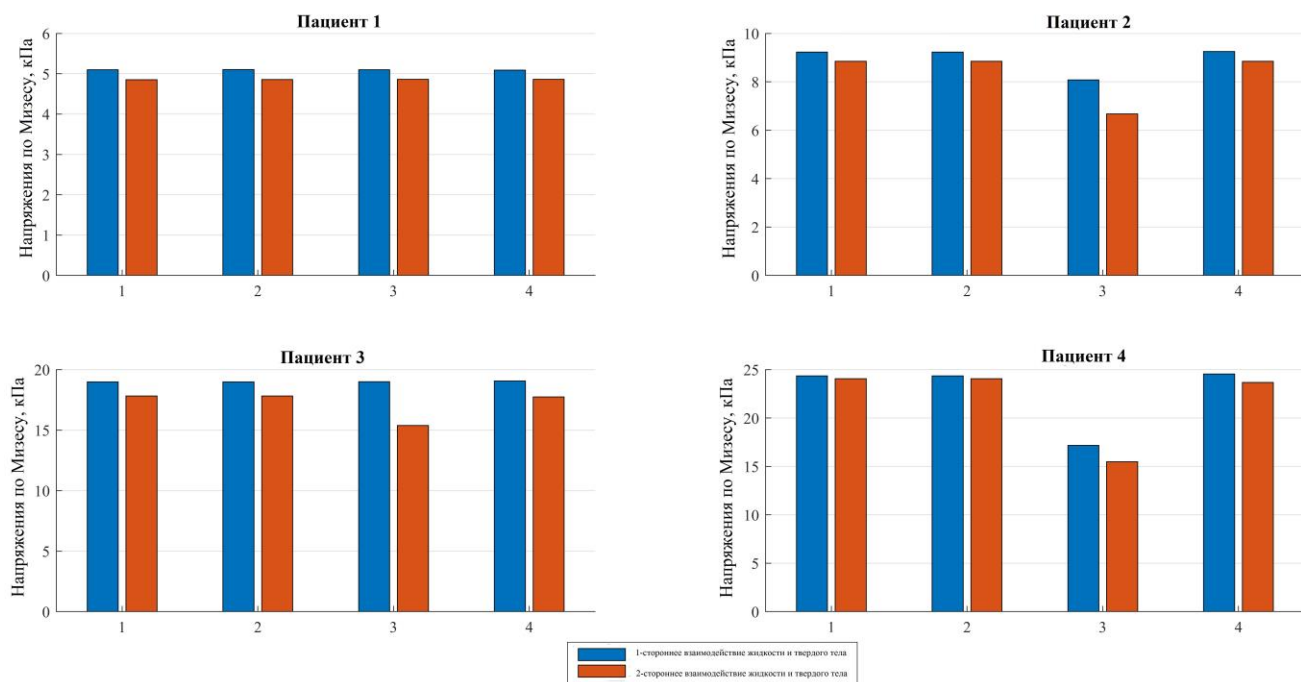 Пациент 1
Напряжения по Мизесу, кПа
6
5
4
3
2
1
0
1 2 3 4
Пациент 2
Напряжения по Мизесу, кПа
10
8
6
4
2
0
1 2 3 4
Пациент 3
Напряжения по Мизесу, кПа
20
15
10
5
0
1 2 3 4
Пациент 4
Напряжения по Мизесу, кПа
25
20
15
10
5
0
1 2 3 4
1-стороннее взаимодействие жидкости и твердого тела
2-стороннее взаимодействие жидкости и твердого тела